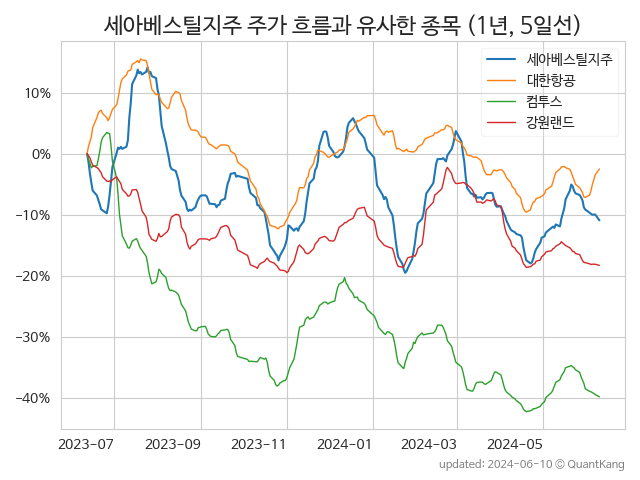 세아베스틸지주 주가 흐름과 유사한 종목 (1년, 5일선)
세아베스틸지주
대한항공
컴투스
강원랜드
10%
0%
−10%
−20%
−30%
−40%
2023-07
2023-09
2023-11
2024-01
2024-03
2024-05
updated: 2024-06-10 © QuantKang